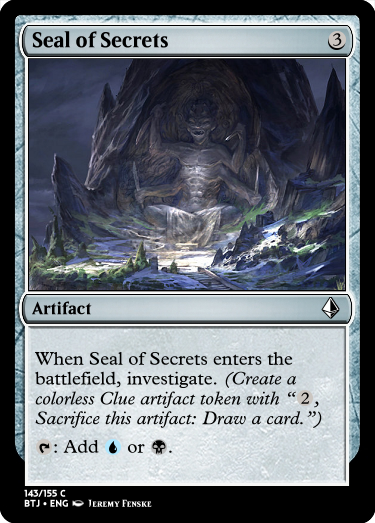 Seal of Secrets 3
Artifact
When Seal of Secrets enters the
battlefield, investigate. (Create a
colorless Clue artifact token with “2,
Sacrifice this artifact: Draw a card.”)
: Add or .
143/155 C
BTJ • ENG Jeremy Fenske